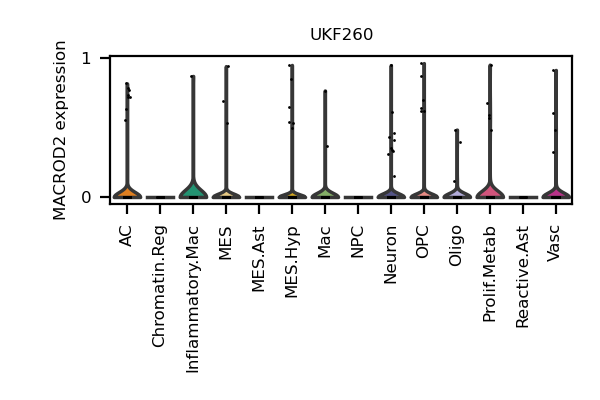 UKF260
MACROD2 expression
1
0
AC
Chromatin.Reg
Inflammatory.Mac
MES
MES.Ast
MES.Hyp
Mac
NPC
Neuron
OPC
Oligo
Prolif.Metab
Reactive.Ast
Vasc